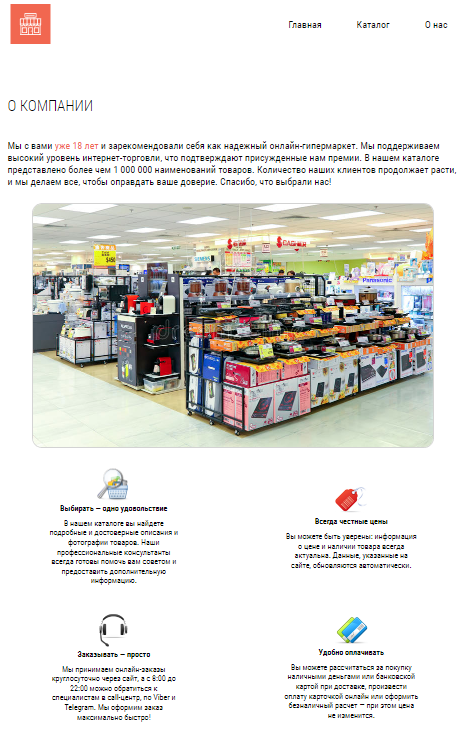 Главная Каталог О нас
О КОМПАНИИ
Мы с вами уже 18 лет и зарекомендовали себя как надежный онлайн-гипермаркет. Мы поддерживаем
высокий уровень интернет-торговли, что подтверждают присужденные нам премии. В нашем каталоге
представлено более чем 1 000 000 наименований товаров. Количество наших клиентов продолжает расти,
и мы делаем все, чтобы оправдать ваше доверие. Спасибо, что выбрали нас!
SIEMENS
CASHIER
Panasonic
Выбирать — одно удовольствие
В нашем каталоге вы найдете
подробные и достоверные описания и
фотографии товаров. Наши
профессиональные консультанты
всегда готовы помочь вам советом и
предоставить дополнительную
информацию.
Всегда честные цены
Вы можете быть уверены: информация
о цене и наличии товара всегда
актуальна. Данные, указанные на
сайте, обновляются автоматически.
Заказывать — просто
Мы принимаем онлайн-заказы
круглосуточно через сайт, а с 8:00 до
22:00 можно обратиться к
специалистам в call-центр, по Viber и
Telegram. Мы оформим заказ
максимально быстро!
Удобно оплачивать
Вы можете рассчитаться за покупку
наличными деньгами или банковской
картой при доставке, произвести
оплату карточкой онлайн или оформить
безналичный расчет — при этом цена
не изменится.